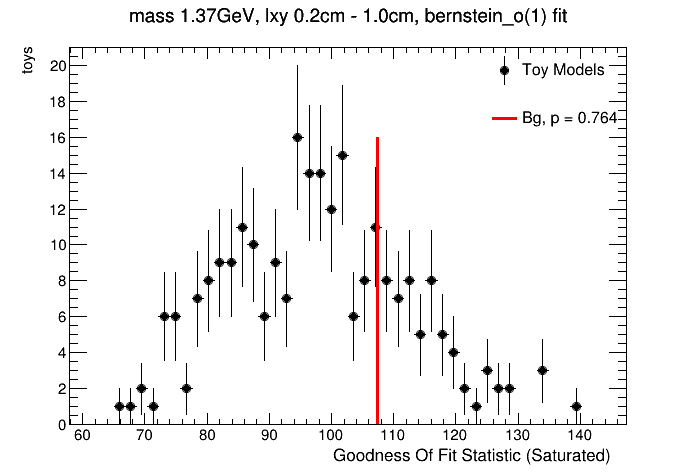 mass 1.37GeV, lxy 0.2cm - 1.0cm, bernstein_o(1) fit
toys
20
18
16
14
12
10
8
6
4
2
0
Toy Models
Bg, p = 0.764
60 70 80 90 100 110 120 130 140
Goodness Of Fit Statistic (Saturated)